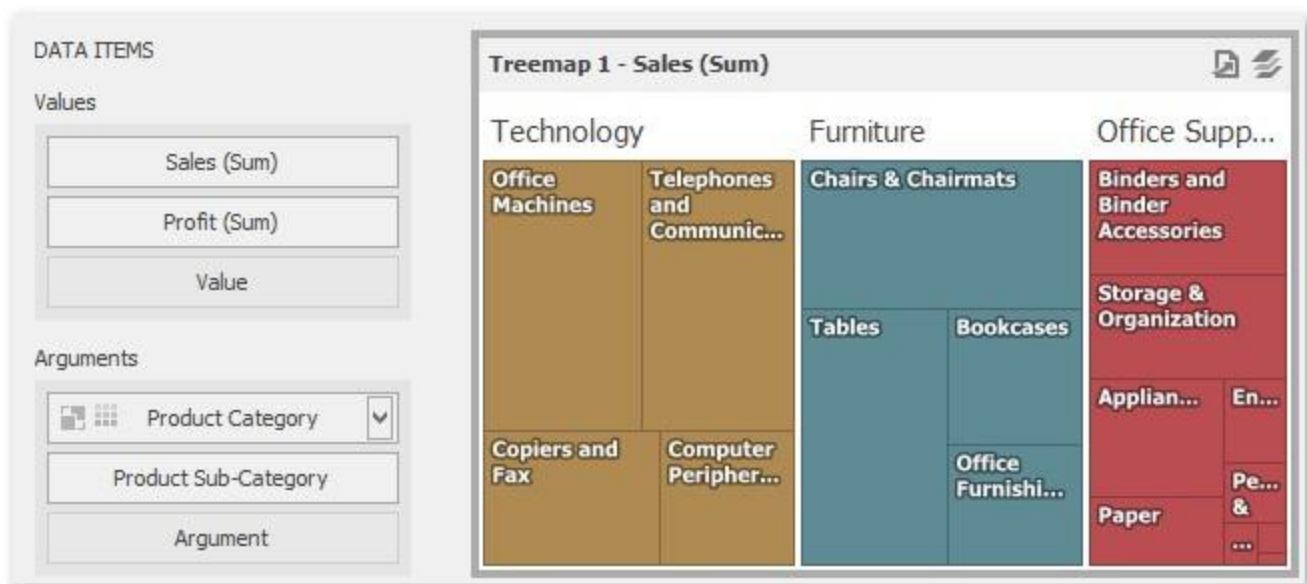 DATA ITEMS
Values
Sales (Sum)
Profit (Sum)
Value
Arguments
Product Category
Product Sub-Category
Argument
Treemap 1 - Sales (Sum)
Technology
Office
Machines
Telephones
and
Communic...
Copiers and
Fax
Computer
Peripher...
Furniture
Chairs & Chairmats
Tables
Bookcases
Office
Furnishi...
Office Supp...
Binders and
Binder
Accessories
Storage &
Organization
Applian...
En...
Paper
Pe...
&
...